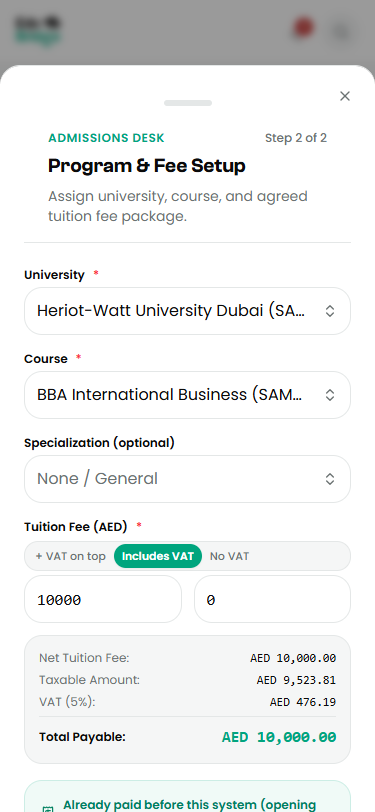 ADMISSIONS DESK
Step 2 of 2
Program & Fee Setup
Assign university, course, and agreed
tuition fee package.
University *
Heriot-Watt University Dubai (SA...
Course *
BBA International Business (SAM...
Specialization (optional)
None / General
Tuition Fee (AED) *
+ VAT on top Includes VAT No VAT
10000 0
Net Tuition Fee: AED 10,000.00
Taxable Amount: AED 9,523.81
VAT (5%): AED 476.19
Total Payable: AED 10,000.00
Already paid before this system (opening